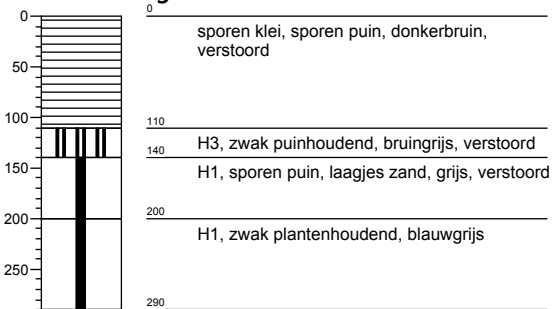 0
0
sporen klei, sporen puin, donkerbruin,
verstoord
50
100
110
H3, zwak puinhoudend, bruingrijs, verstoord
140
150
H1, sporen puin, laagjes zand, grijs, verstoord
200
200
H1, zwak plantenhoudend, blauwgrijs
250
290